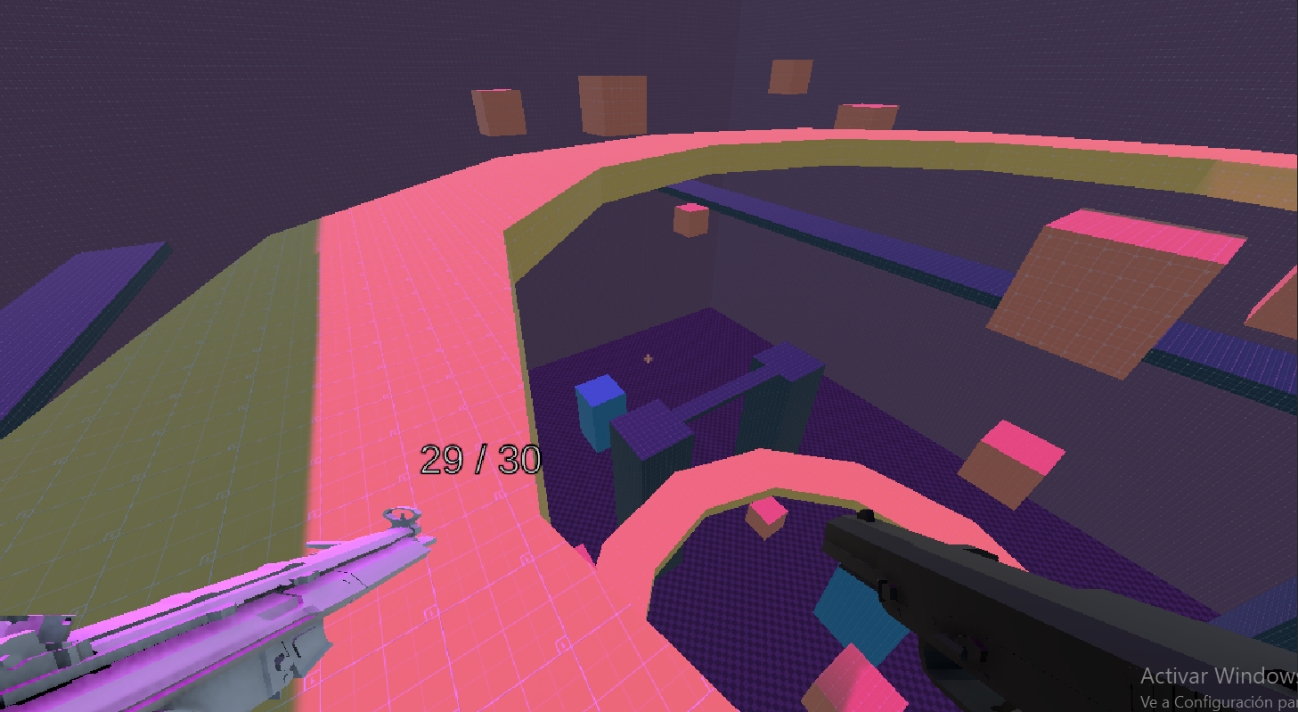 29 / 30
Activar Windows
Ve a Configuración pa